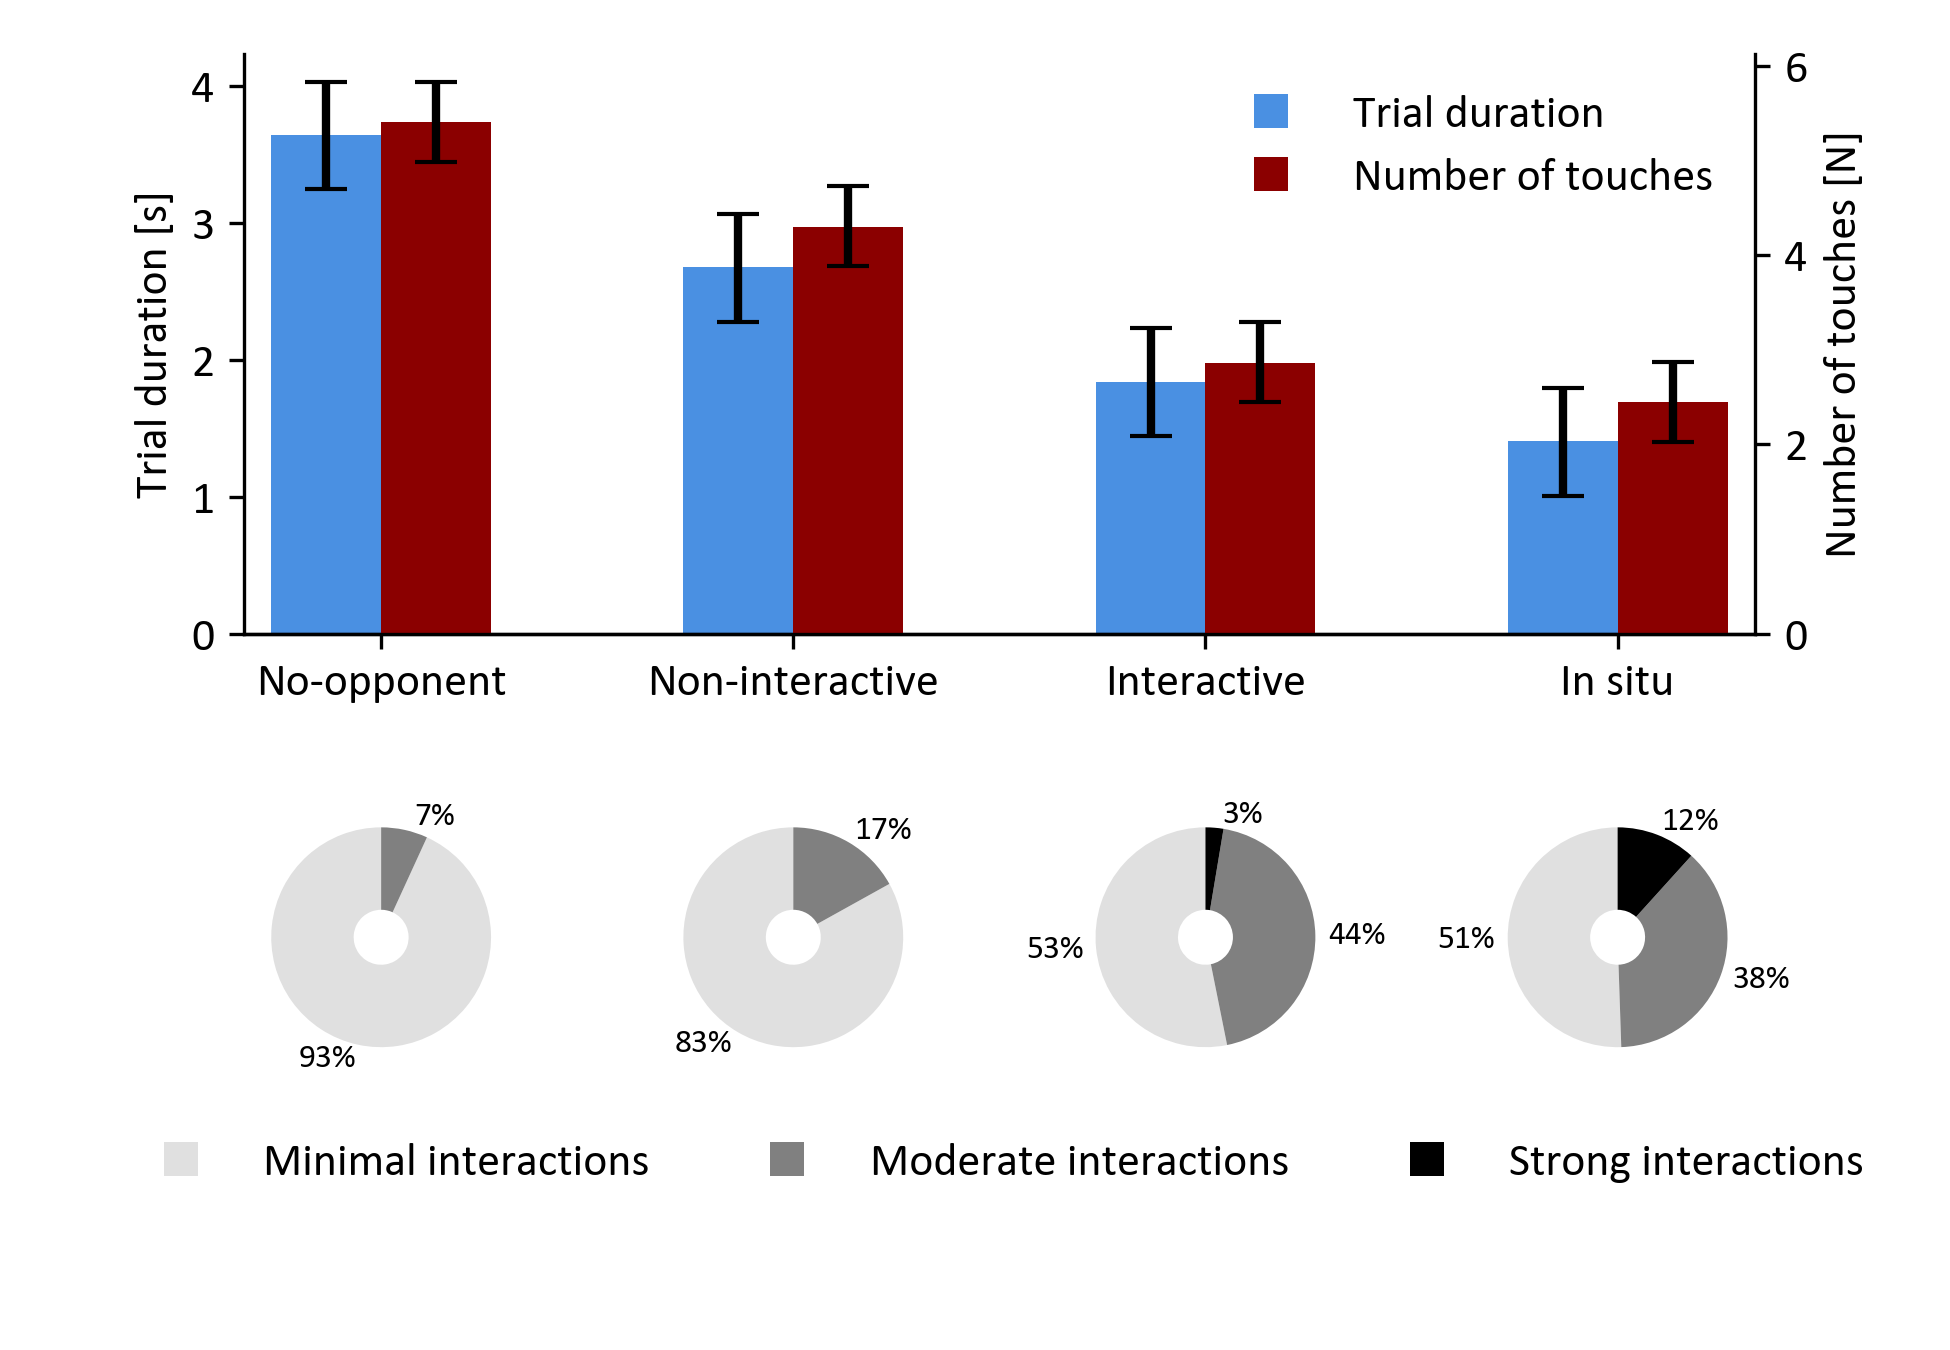 Trial duration [s]
4
3
2
1
0
Trial duration
Number of touches
6
4
2
0
Number of touches [N]
No-opponent
Non-interactive
Interactive
In situ
7%
93%
17%
83%
3%
44%
53%
12%
38%
51%
Minimal interactions
Moderate interactions
Strong interactions